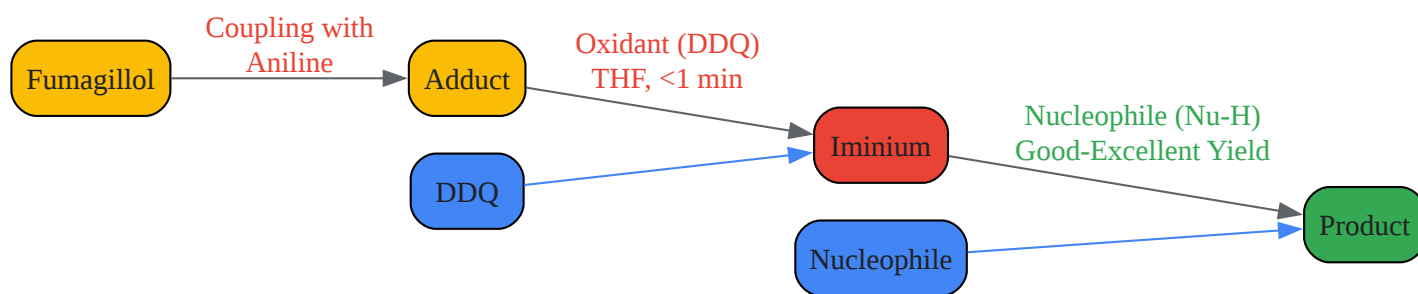 Fumagillol
Coupling with
Aniline
Adduct
Oxidant (DDQ)
THF, <1 min
DDQ
Iminium
Nucleophile (Nu-H)
Good-Excellent Yield
Nucleophile
Product